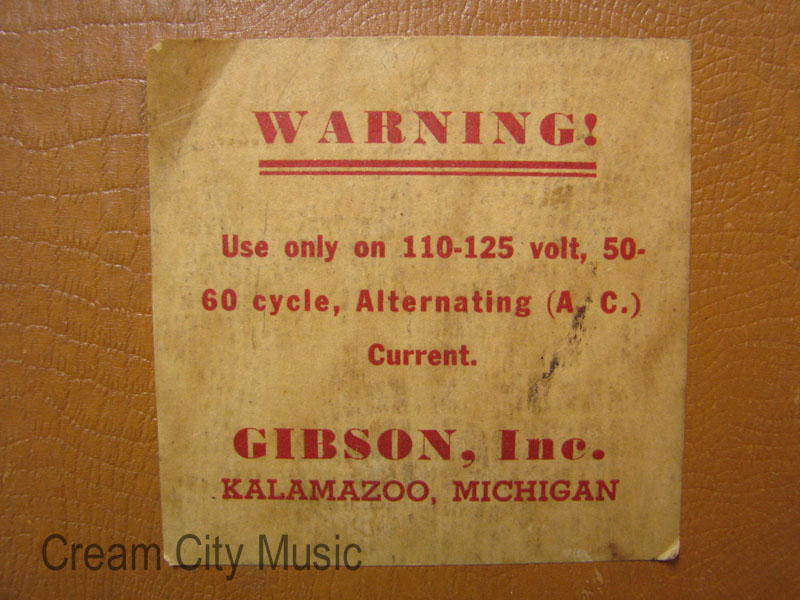 WARNING!
Use only on 110-125 volt, 50-
60 cycle, Alternating (A. C.)
Current.
GIBSON, Inc.
KALAMAZOO, MICHIGAN
Cream City Music